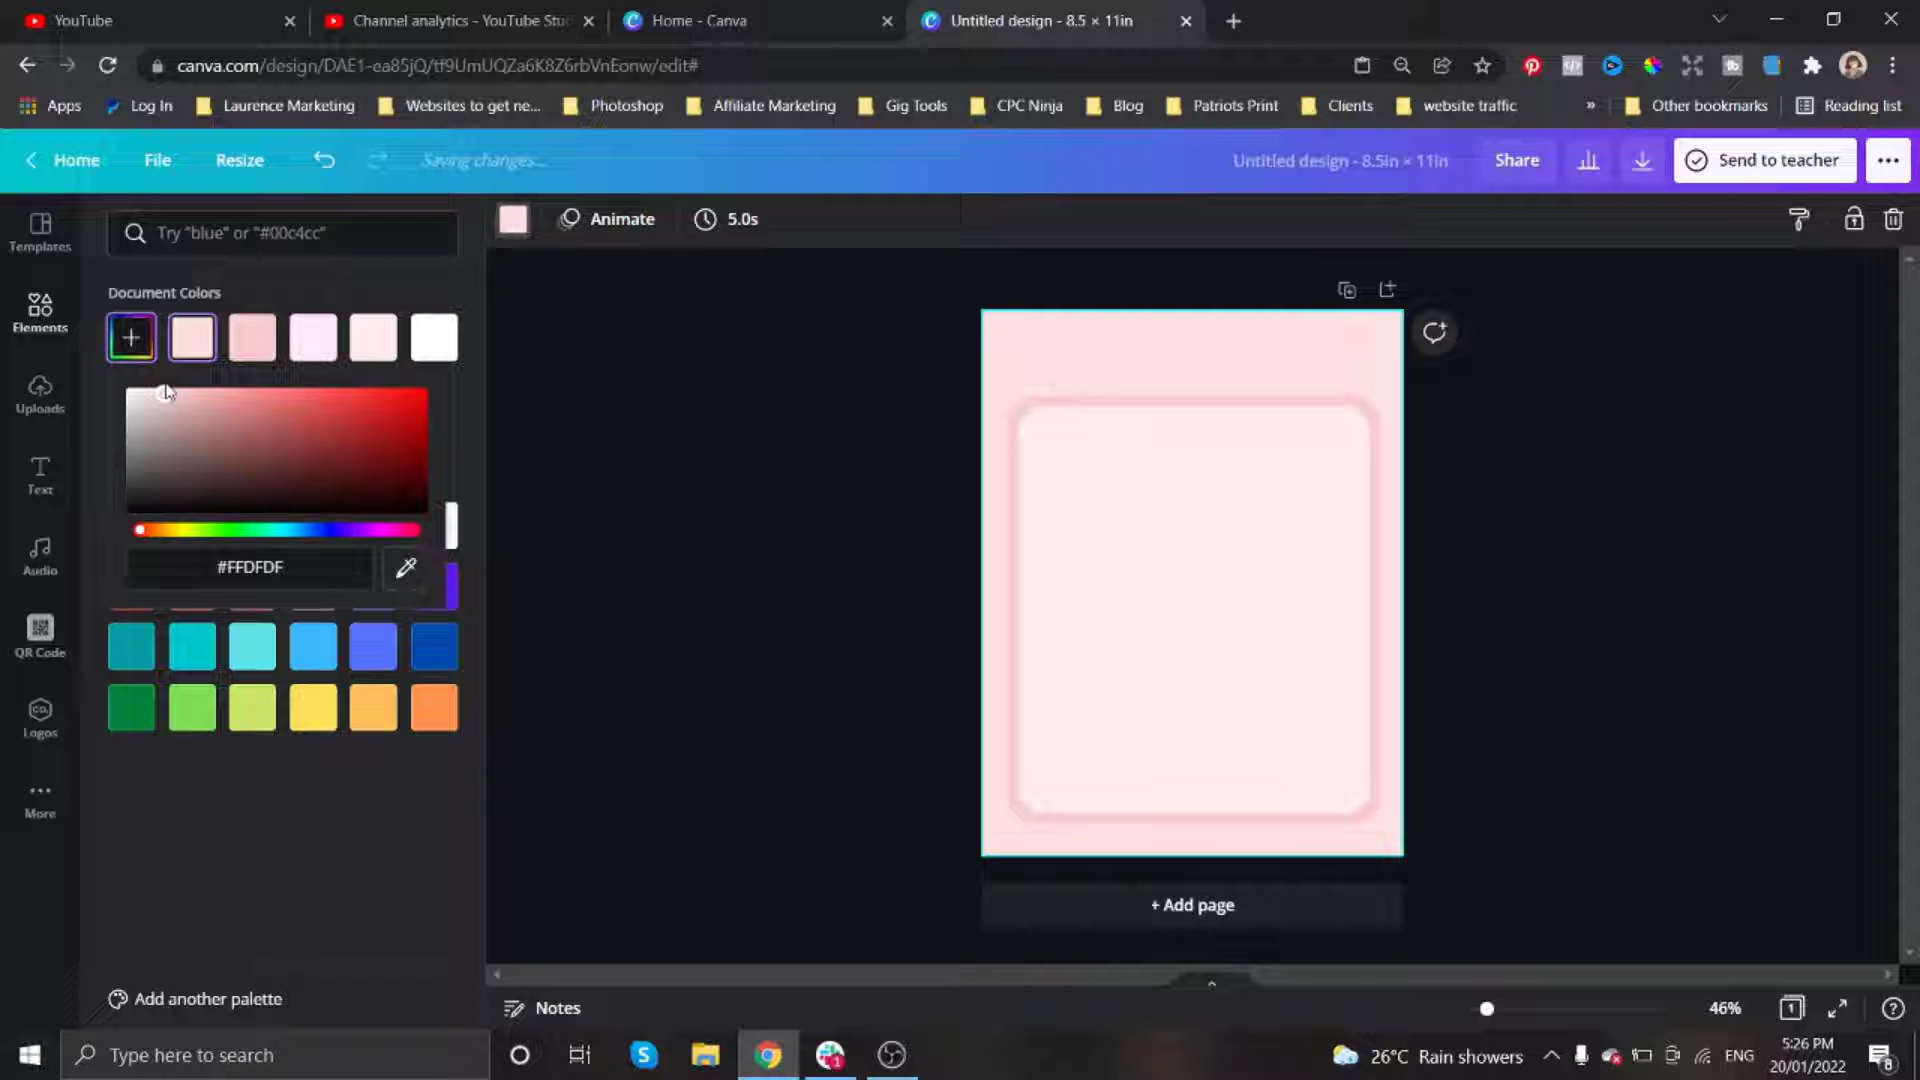 YouTube
Channel analytics - YouTube Stu
Home - Canva
Untitled design - 8.5 × 11in
canva.com/design/DAE1-ea85jQ/tf9UmUQZa6K8Z6rbVnEonw/edit#
Apps
Log In
Laurence Marketing
Websites to get ne...
Photoshop
Affiliate Marketing
Gig Tools
CPC Ninja
Blog
Patriots Print
Clients
website traffic
»
Other bookmarks
Reading list
Home
File
Resize
Saving changes...
Untitled design - 8.5in × 11in
Share
Send to teacher
Templates
Elements
Uploads
Text
Audio
QR Code
CO.
Logos
More
Try "blue" or "#00c4cc"
Document Colors
#FFDFDF
Add another palette
Animate
5.0s
+ Add page
Notes
46%
1
Type here to search
1
26°C Rain showers
ENG
5:26 PM
20/01/2022
8